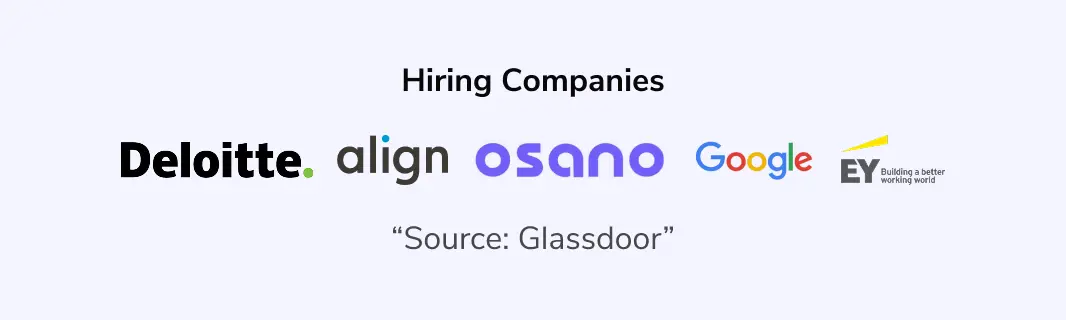 Hiring Companies
Deloitte. align osano Google EY Building a better
working world
“Source: Glassdoor”